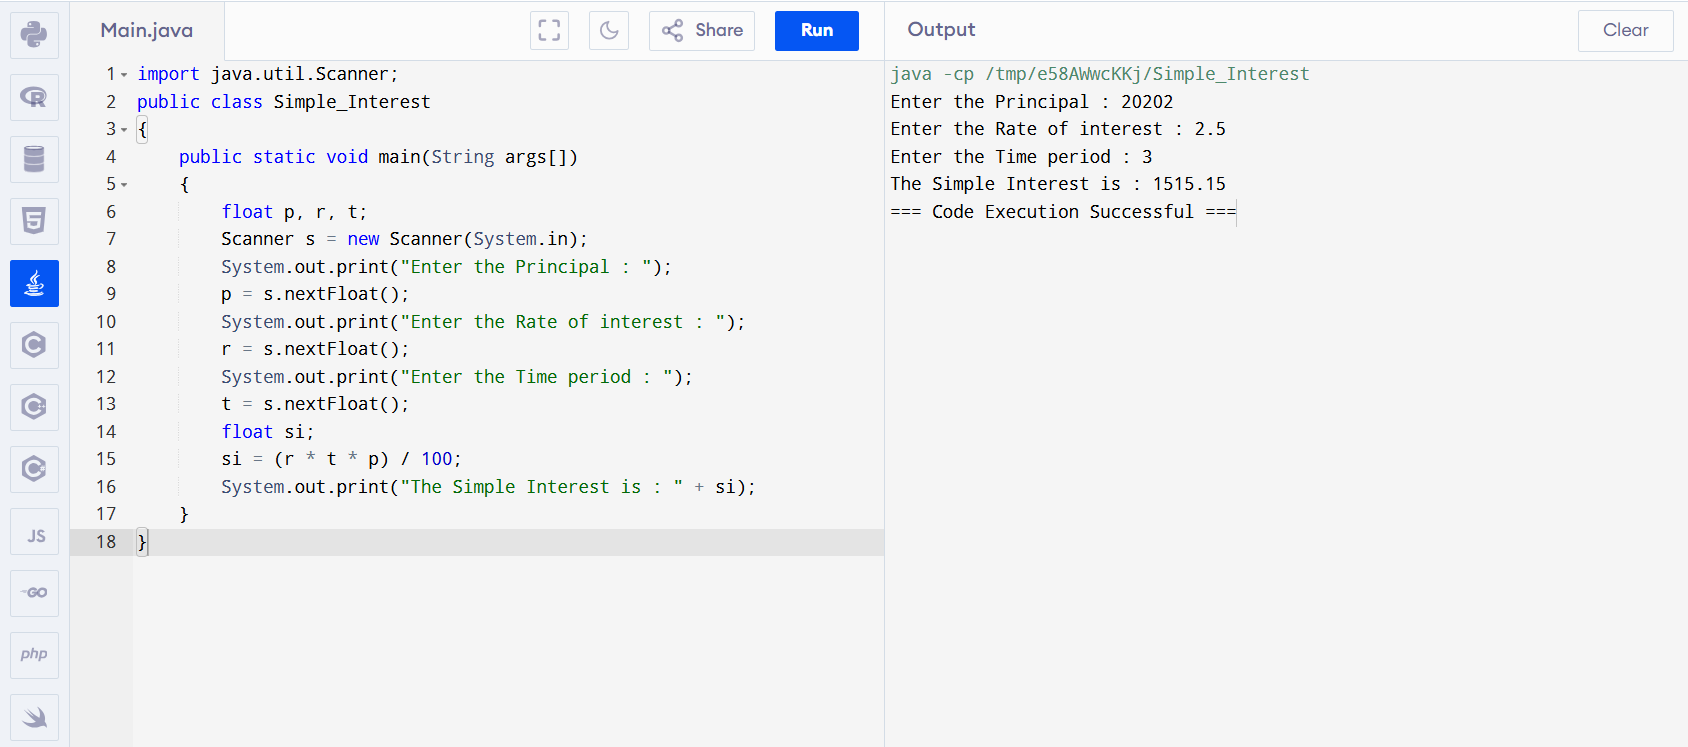 Main.java
Share
Run
Output
Clear
1 import java.util.Scanner;
2 public class Simple_Interest
3 {
4     public static void main(String args[])
5     {
6         float p, r, t;
7         Scanner s = new Scanner(System.in);
8         System.out.print("Enter the Principal : ");
9         p = s.nextFloat();
10         System.out.print("Enter the Rate of interest : ");
11         r = s.nextFloat();
12         System.out.print("Enter the Time period : ");
13         t = s.nextFloat();
14         float si;
15         si = (r * t * p) / 100;
16         System.out.print("The Simple Interest is : " + si);
17     }
18 }
java -cp /tmp/e58AWwcKKj/Simple_Interest
Enter the Principal : 20202
Enter the Rate of interest : 2.5
Enter the Time period : 3
The Simple Interest is : 1515.15
=== Code Execution Successful ===
R
5
C
C
C
JS
GO
php